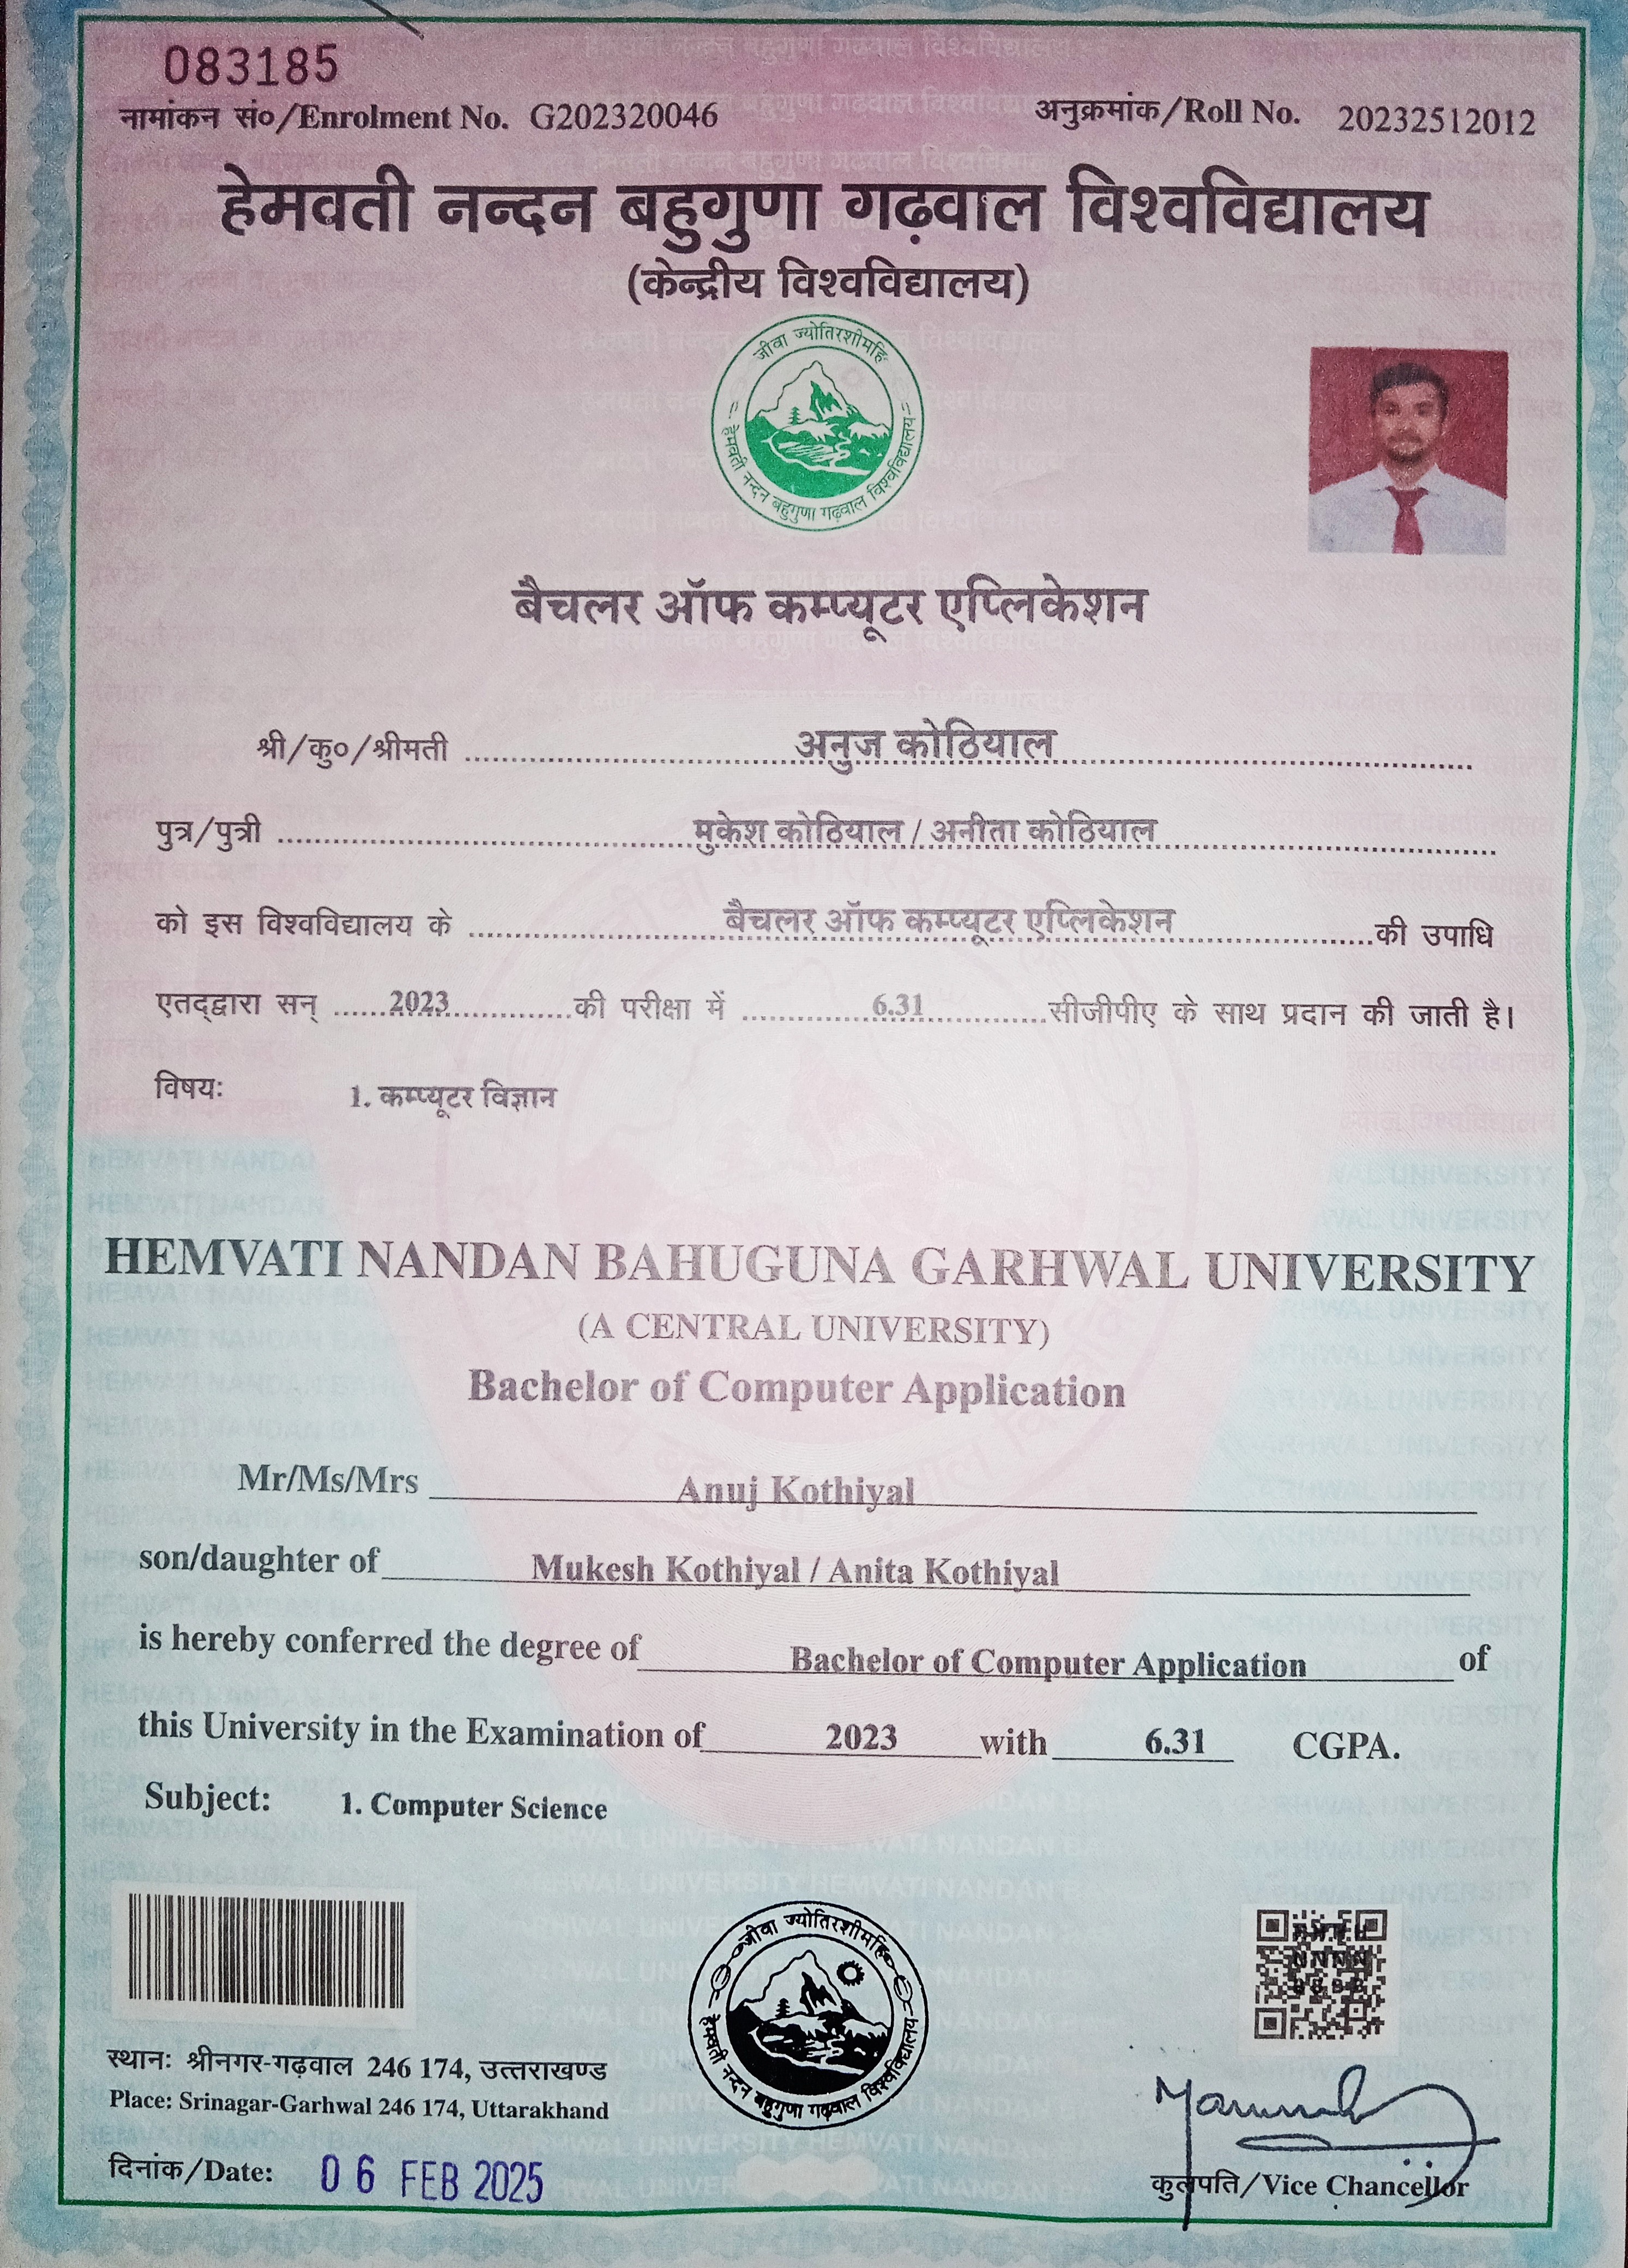 083185
नामांकन सं०/Enrolment No. G202320046 अनुक्रमांक/Roll No. 20232512012
हेमवती नन्दन बहुगुणा गढ़वाल विश्वविद्यालय
(केन्द्रीय विश्वविद्यालय)
जीवा ज्योतिरशीमहि
हेमवती नन्दन बहुगुणा गढ़वाल विश्वविद्यालय
बैचलर ऑफ कम्प्यूटर एप्लिकेशन
श्री/कु०/श्रीमती अनुज कोठियाल
पुत्र/पुत्री मुकेश कोठियाल / अनीता कोठियाल
को इस विश्वविद्यालय के बैचलर ऑफ कम्प्यूटर एप्लिकेशन की उपाधि
एतद्द्वारा सन् 2023 की परीक्षा में 6.31 सीजीपीए के साथ प्रदान की जाती है।
विषयः 1. कम्प्यूटर विज्ञान
HEMVATI NANDAN BAHUGUNA GARHWAL UNIVERSITY
(A CENTRAL UNIVERSITY)
Bachelor of Computer Application
Mr/Ms/Mrs Anuj Kothiyal
son/daughter of Mukesh Kothiyal / Anita Kothiyal
is hereby conferred the degree of Bachelor of Computer Application of
this University in the Examination of 2023 with 6.31 CGPA.
Subject: 1. Computer Science
जीवा ज्योतिरशीमहि
हेमवती नन्दन बहुगुणा गढ़वाल विश्वविद्यालय
स्थानः श्रीनगर-गढ़वाल 246 174, उत्तराखण्ड
Place: Srinagar-Garhwal 246 174, Uttarakhand
दिनांक/Date: 06 FEB 2025
कुलपति/Vice Chancellor